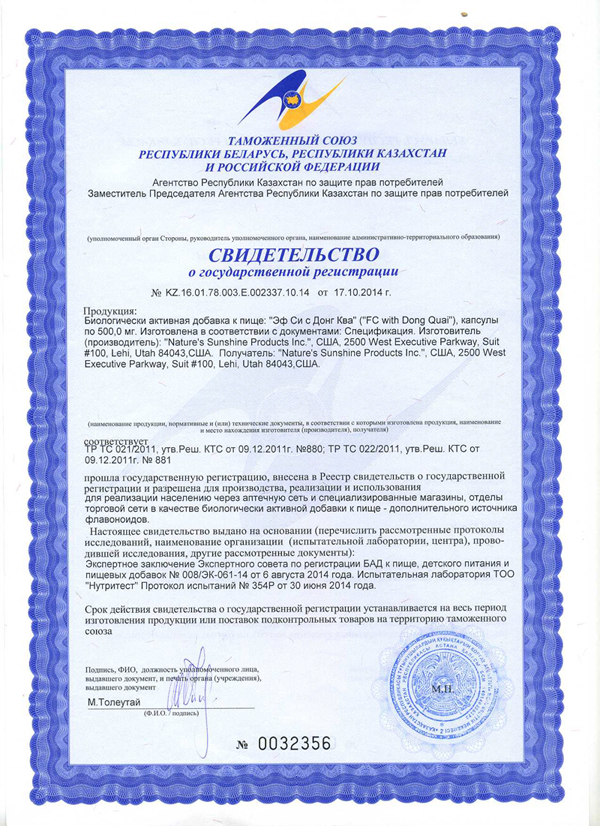 ТАМОЖЕННЫЙ СОЮЗ
РЕСПУБЛИКИ БЕЛАРУСЬ, РЕСПУБЛИКИ КАЗАХСТАН
И РОССИЙСКОЙ ФЕДЕРАЦИИ
Агентство Республики Казахстан по защите прав потребителей
Заместитель Председателя Агентства Республики Казахстан по защите прав потребителей
(уполномоченный орган Стороны, руководитель уполномоченного органа, наименование административно-территориального образования)
СВИДЕТЕЛЬСТВО
о государственной регистрации
№ KZ.16.01.78.003.E.002337.10.14 от 17.10.2014 г.
Продукция:
Биологически активная добавка к пище: "Эф Си с Донг Ква" ("FC with Dong Quai"), капсулы
по 500,0 мг. Изготовлена в соответствии с документами: Спецификация. Изготовитель
(производитель): "Nature's Sunshine Products Inc.", США, 2500 West Executive Parkway, Suit
#100, Lehi, Utah 84043,США. Получатель: "Nature's Sunshine Products Inc.", США, 2500 West
Executive Parkway, Suit #100, Lehi, Utah 84043,США.
(наименование продукции, нормативные и (или) технические документы, в соответствии с которыми изготовлена продукция, наименование
и место нахождения изготовителя (производителя), получателя)
соответствует
ТР ТС 021/2011, утв.Реш. КТС от 09.12.2011г. №880; ТР ТС 022/2011, утв.Реш. КТС от
09.12.2011г. № 881
прошла государственную регистрацию, внесена в Реестр свидетельств о государственной
регистрации и разрешена для производства, реализации и использования
для реализации населению через аптечную сеть и специализированные магазины, отделы
торговой сети в качестве биологически активной добавки к пище - дополнительного источника
флавоноидов.
Настоящее свидетельство выдано на основании (перечислить рассмотренные протоколы
исследований, наименование организации (испытательной лаборатории, центра), прово-
дившей исследования, другие рассмотренные документы):
Экспертное заключение Экспертного совета по регистрации БАД к пище, детского питания и
пищевых добавок № 008/ЭК-061-14 от 6 августа 2014 года. Испытательная лаборатория ТОО
"Нутритест" Протокол испытаний № 354Р от 30 июня 2014 года.
Срок действия свидетельства о государственной регистрации устанавливается на весь период
изготовления продукции или поставок подконтрольных товаров на территорию таможенного
союза
Подпись, ФИО, должность уполномоченного лица,
выдавшего документ, и печать органа (учреждения),
выдавшего документ
М.Толеутай
(Ф.И.О./ подпись)
М.П.
№ 0032356